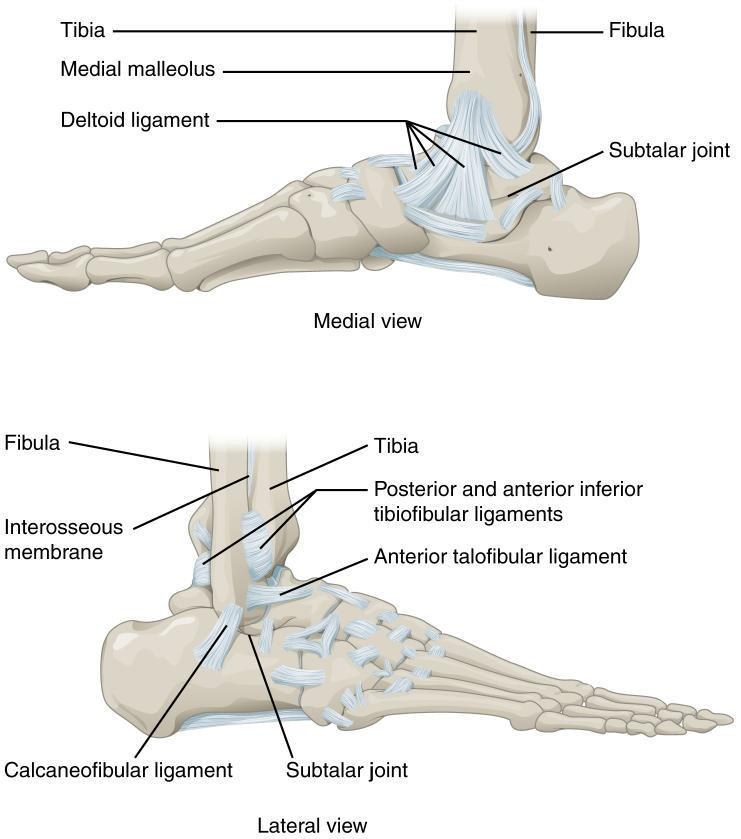 Tibia
Fibula
Medial malleolus
Deltoid ligament
Subtalar joint
Medial view
Fibula
Tibia
Posterior and anterior inferior
tibiofibular ligaments
Interosseous
membrane
Anterior talofibular ligament
Calcaneofibular ligament
Subtalar joint
Lateral view